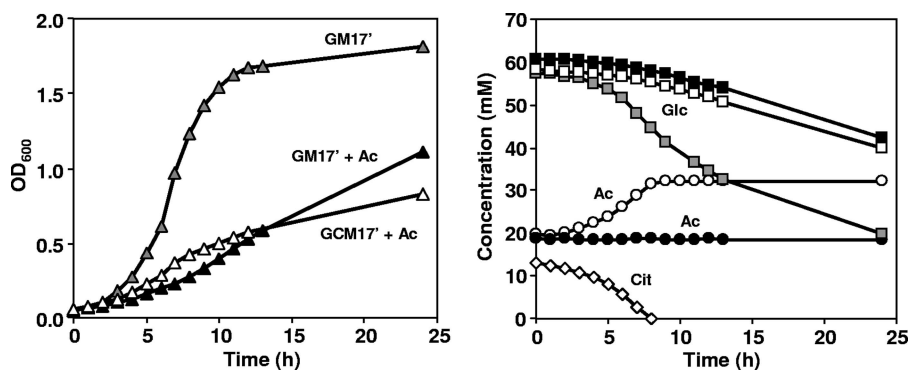 2.0
1.5
1.0
0.5
0.0
OD600
GM17'
GM17' + Ac
GCM17' + Ac
0 5 10 15 20 25
Time (h)
70
60
50
40
30
20
10
0
Concentration (mM)
Glc
Ac
Ac
Cit
0 5 10 15 20 25
Time (h)